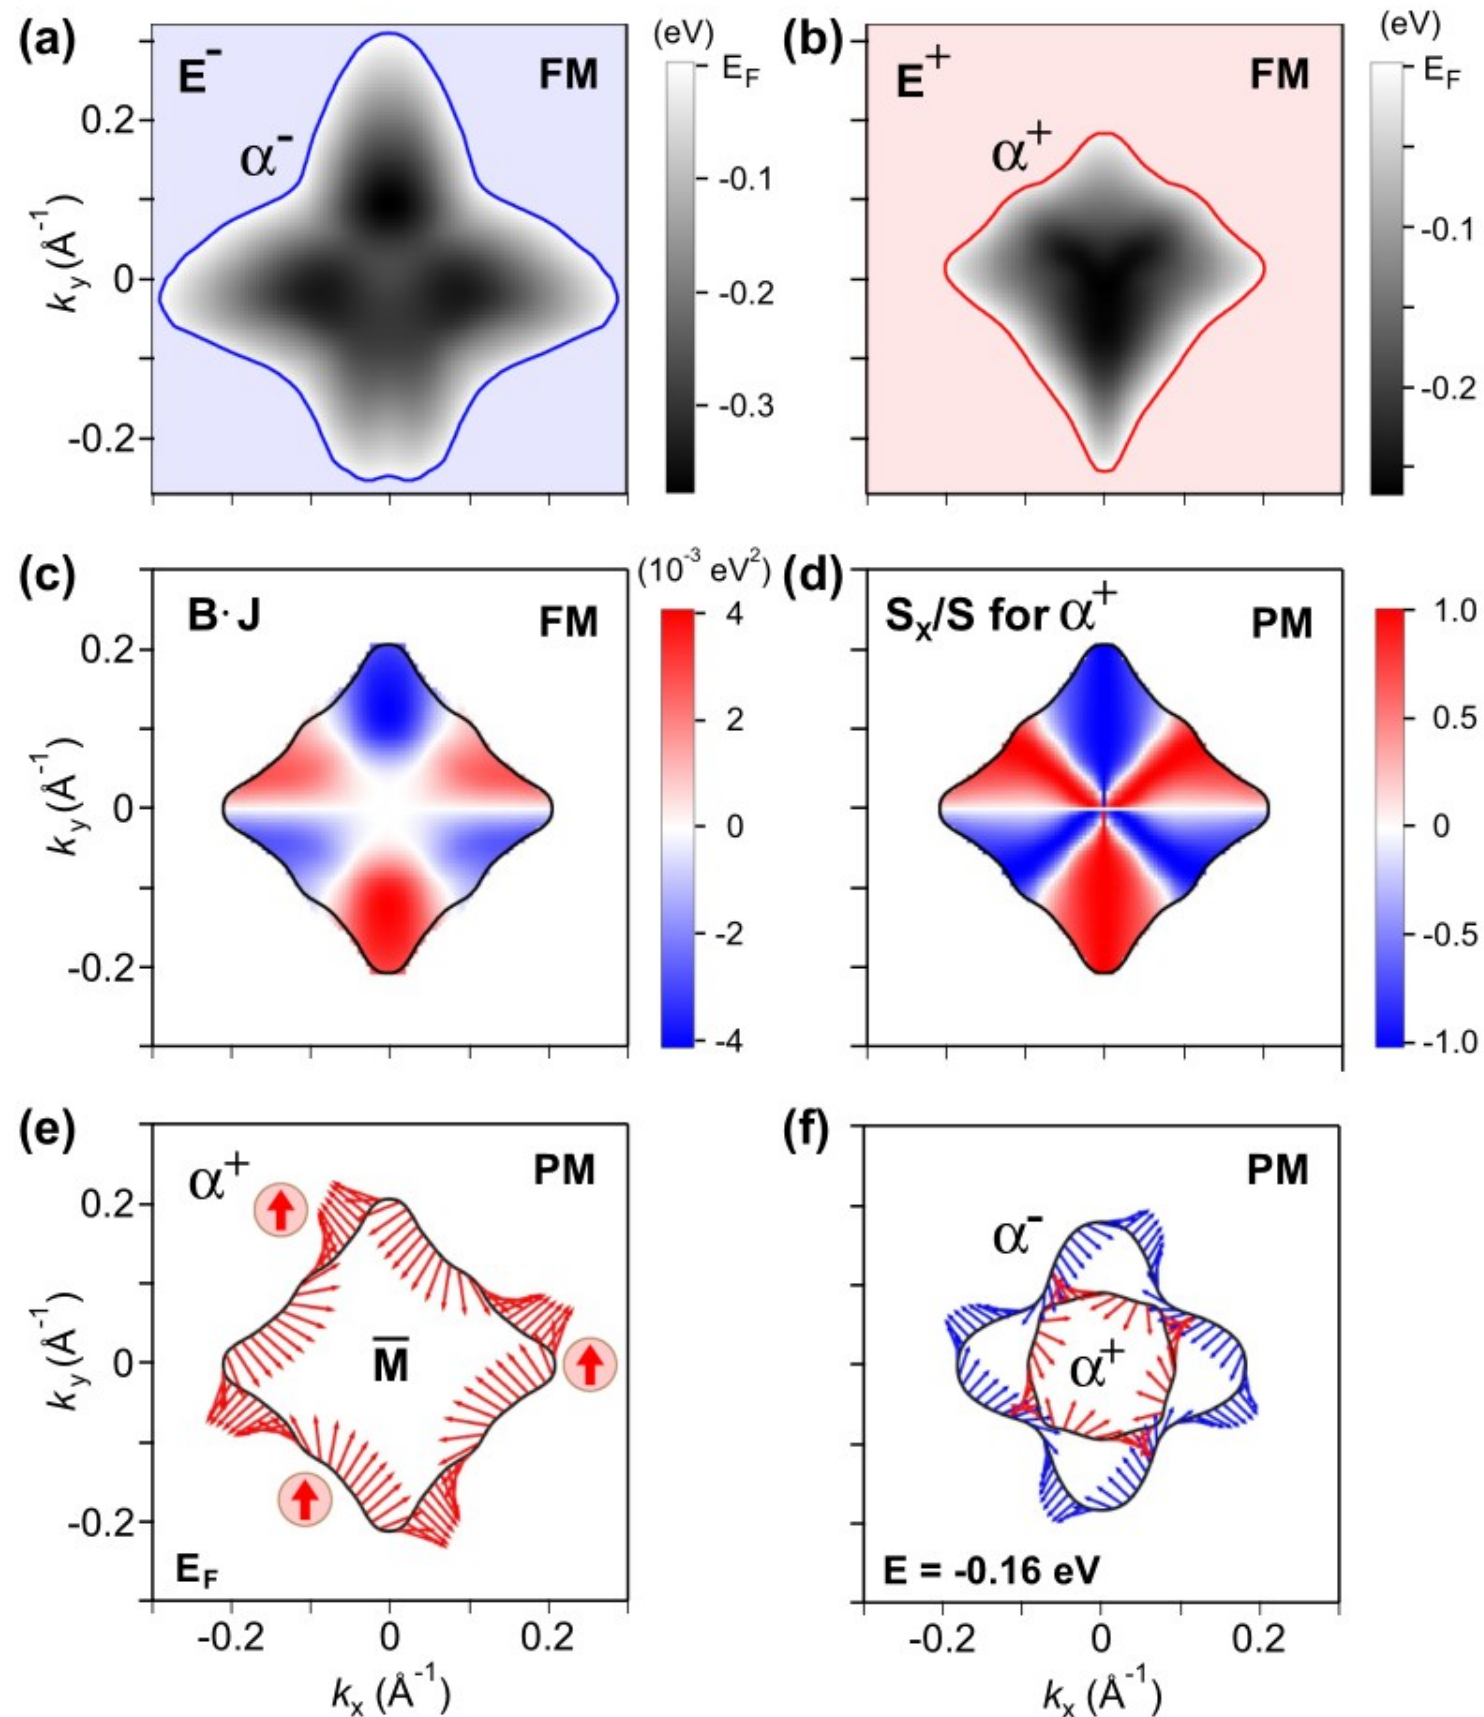 (a)
E⁻
FM
α⁻
(eV)
E_F
-0.1
-0.2
-0.3
0.2
0
-0.2
k_y (Å⁻¹)
(b)
E⁺
FM
α⁺
(eV)
E_F
-0.1
-0.2
(c)
B·J
FM
(10⁻³ eV²)
4
2
0
-2
-4
0.2
0
-0.2
k_y (Å⁻¹)
(d)
S_x/S for α⁺
PM
1.0
0.5
0
-0.5
-1.0
(e)
α⁺
PM
M̅
E_F
0.2
0
-0.2
k_y (Å⁻¹)
-0.2 0 0.2
k_x (Å⁻¹)
(f)
PM
α⁻
α⁺
E = -0.16 eV
-0.2 0 0.2
k_x (Å⁻¹)